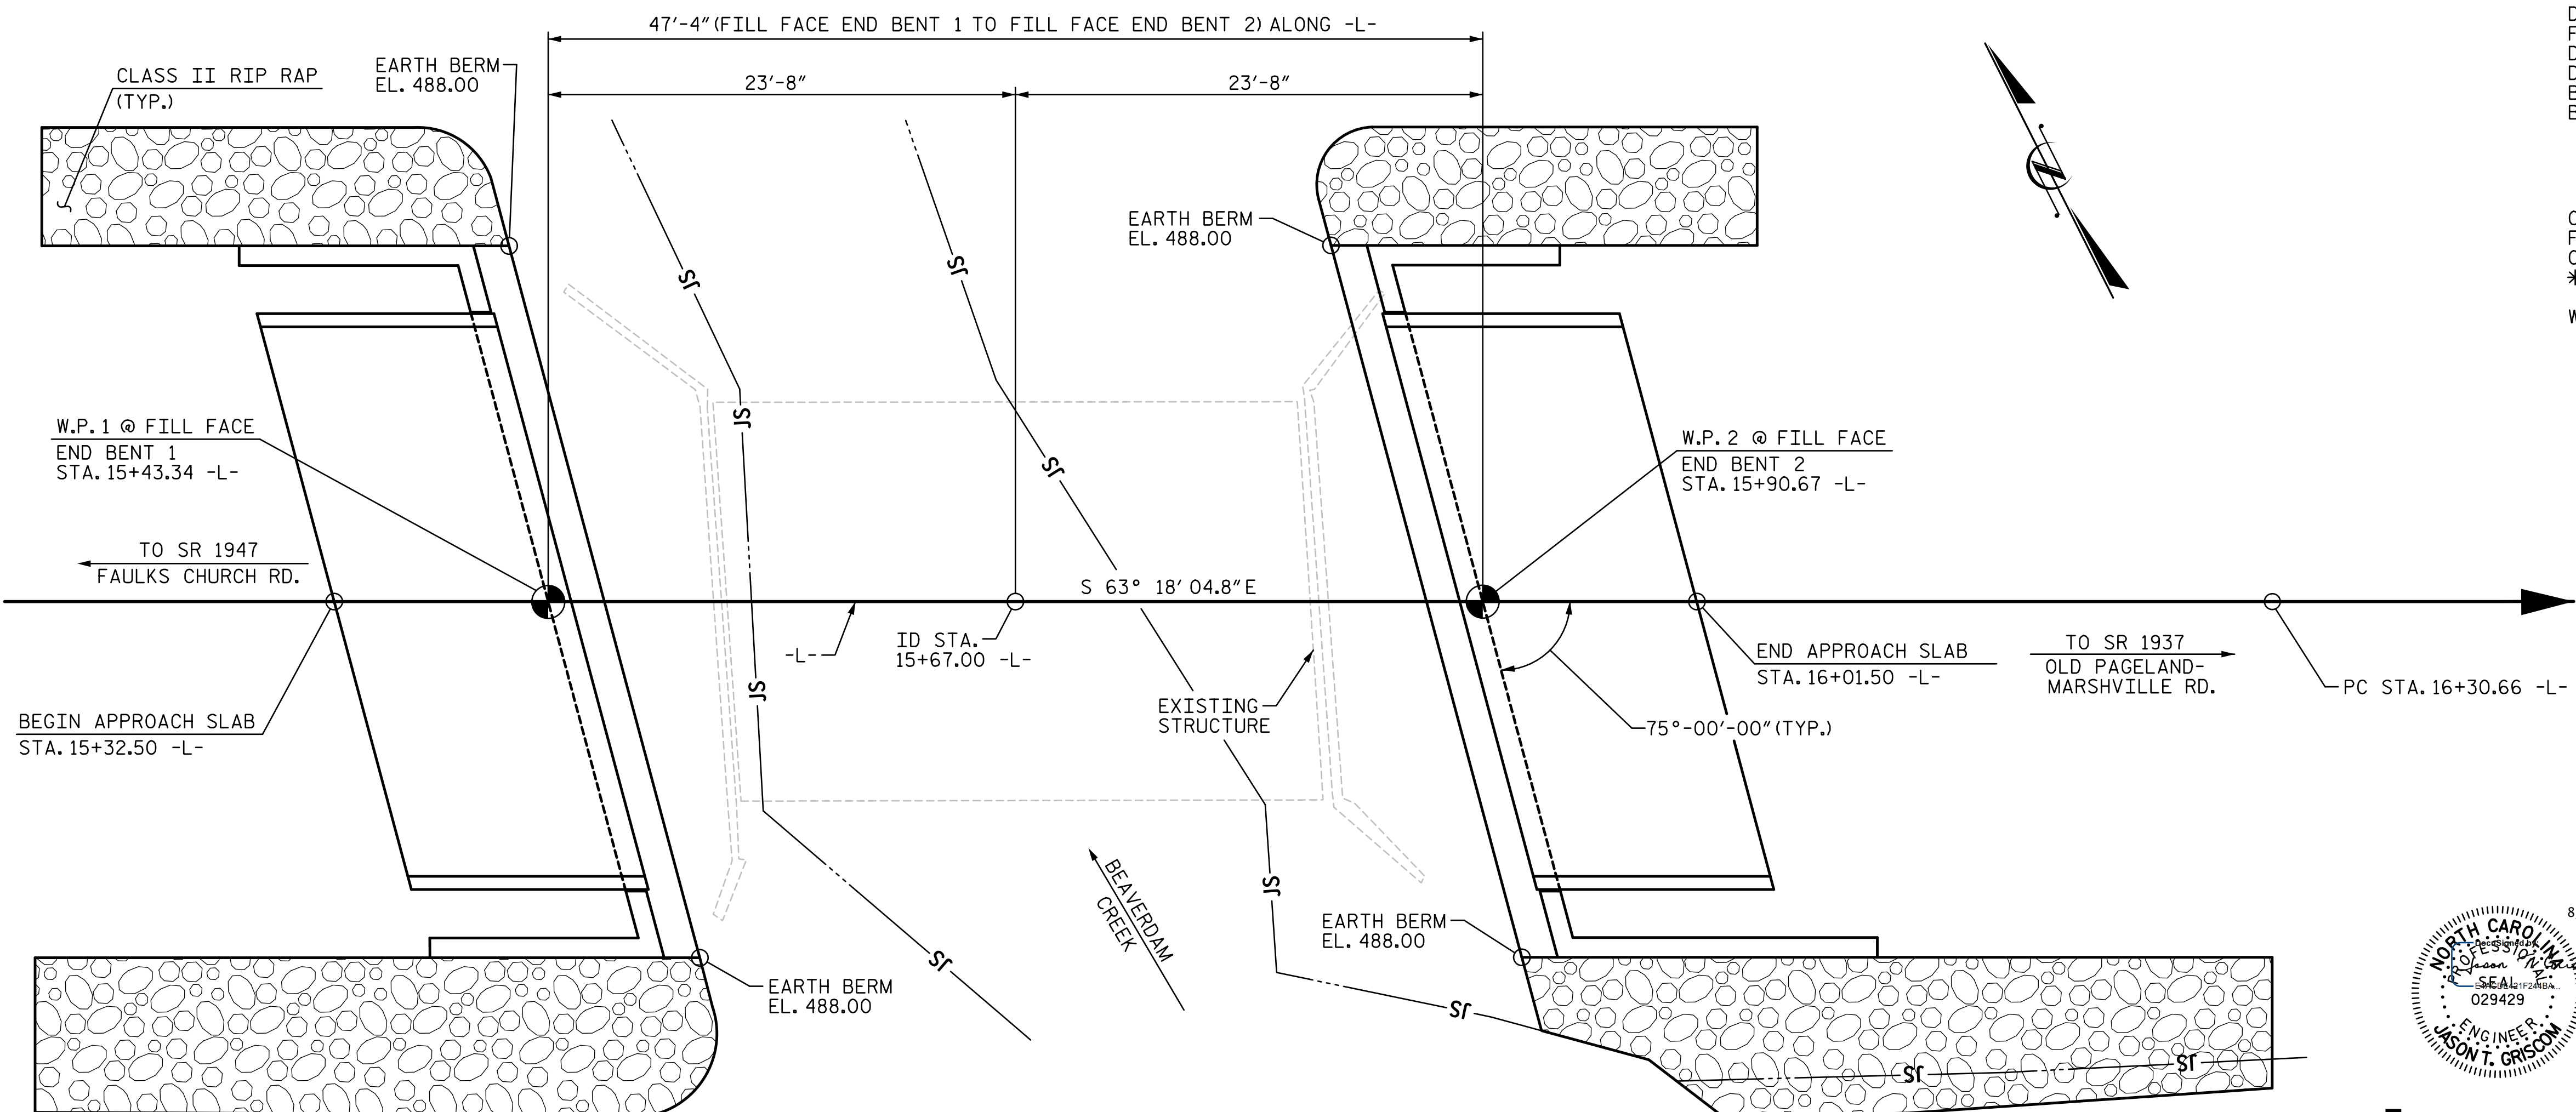 47'-4" (FILL FACE END BENT 1 TO FILL FACE END BENT 2) ALONG -L-
23'-8"
23'-8"
CLASS II RIP RAP
(TYP.)
EARTH BERM
EL. 488.00
EARTH BERM
EL. 488.00
JS
JS
JS
JS
JS
W.P. 1 @ FILL FACE
END BENT 1
STA. 15+43.34 -L-
W.P. 2 @ FILL FACE
END BENT 2
STA. 15+90.67 -L-
TO SR 1947
FAULKS CHURCH RD.
S 63° 18' 04.8" E
-L-
ID STA.
15+67.00 -L-
EXISTING
STRUCTURE
END APPROACH SLAB
STA. 16+01.50 -L-
TO SR 1937
OLD PAGELAND-
MARSHVILLE RD.
PC STA. 16+30.66 -L-
75°-00'-00" (TYP.)
BEGIN APPROACH SLAB
STA. 15+32.50 -L-
BEAVERDAM
CREEK
JS
JS
JS
JS
JS
EARTH BERM
EL. 488.00
EARTH BERM
EL. 488.00
NORTH CAROLINA
PROFESSIONAL
DocuSigned by:
SEAL
029429
ENGINEER
JASON T. GRISCOM